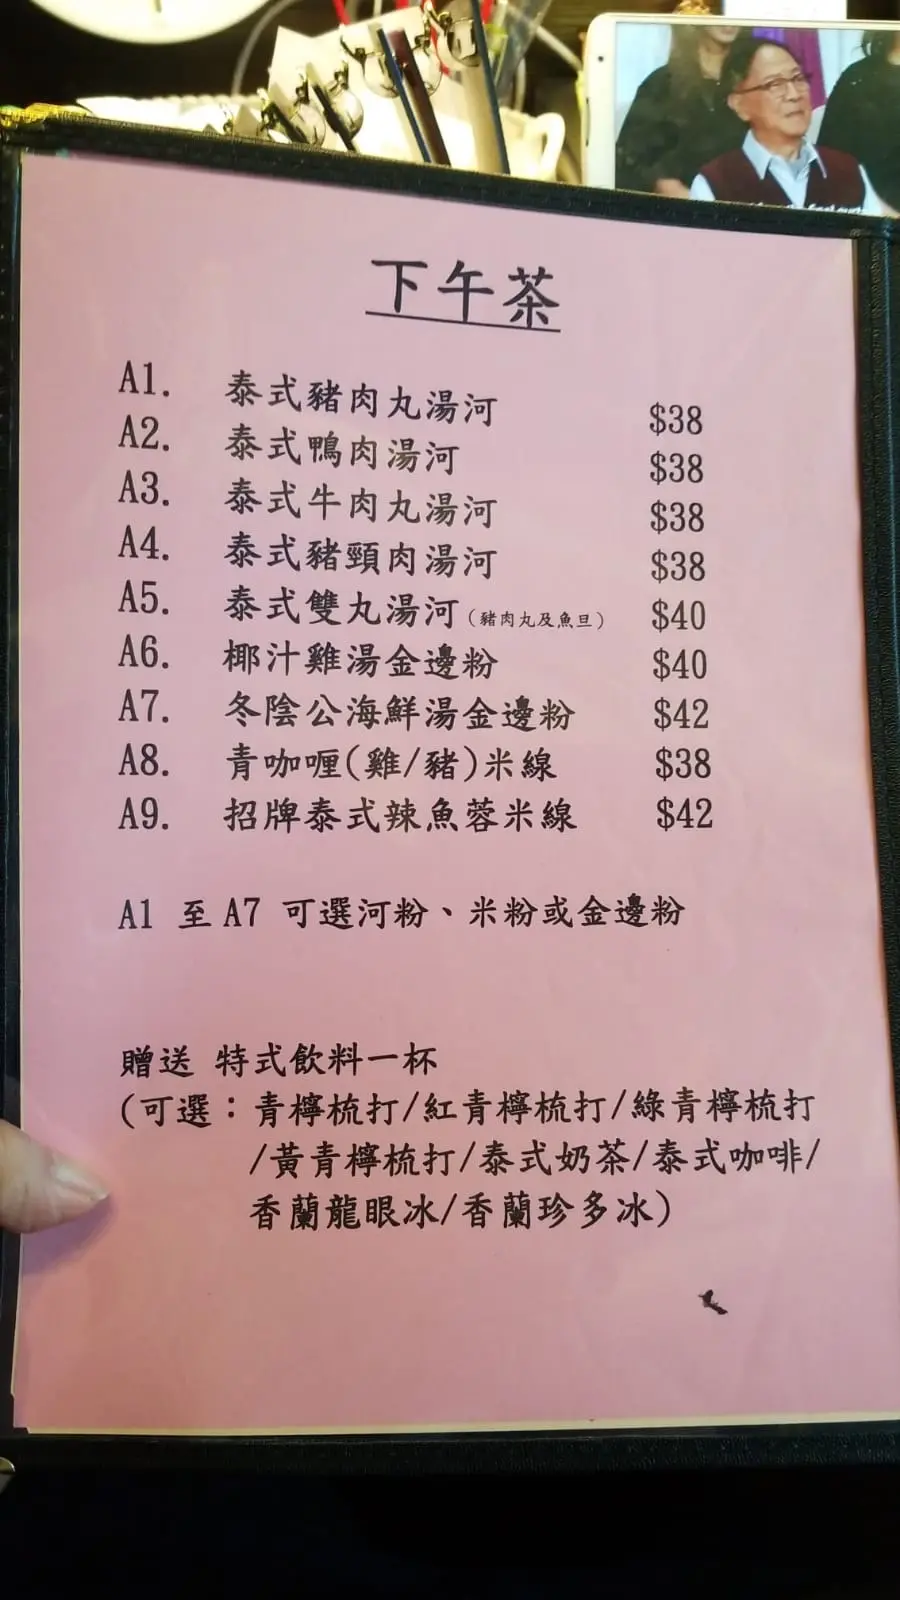 下午茶
A1. 泰式豬肉丸湯河 $38
A2. 泰式鴨肉湯河 $38
A3. 泰式牛肉丸湯河 $38
A4. 泰式豬頸肉湯河 $38
A5. 泰式雙丸湯河(豬肉丸及魚旦) $40
A6. 椰汁雞湯金邊粉 $40
A7. 冬陰公海鮮湯金邊粉 $42
A8. 青咖喱(雞/豬)米線 $38
A9. 招牌泰式辣魚蓉米線 $42
A1 至 A7 可選河粉、米粉或金邊粉
贈送 特式飲料一杯
(可選：青檸梳打/紅青檸梳打/綠青檸梳打
/黃青檸梳打/泰式奶茶/泰式咖啡/
香蘭龍眼冰/香蘭珍多冰)